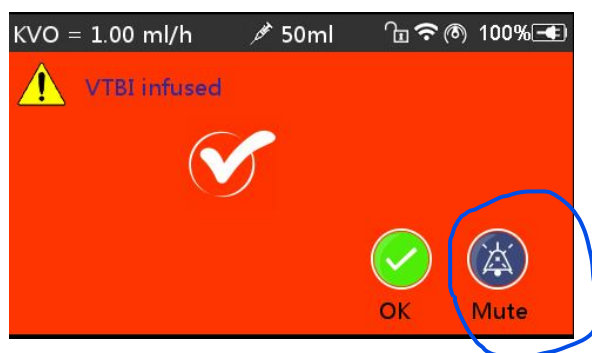 KVO = 1.00 ml/h 50ml 100%
VTBI infused
OK Mute